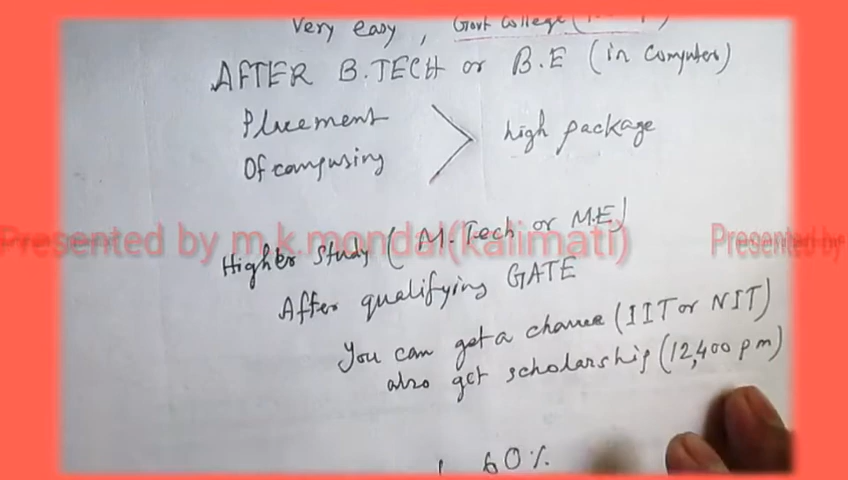 Very easy, Govt College (
AFTER B.TECH or B.E (in Computer)
Placement
Of campusing
high package
Higher Study ( M.Tech or M.E)
Presented by m.k.mondal(kalimati) Presented by
After qualifying GATE
You can get a chance (IIT or NIT)
also get scholarship (12,400 pm)
60%